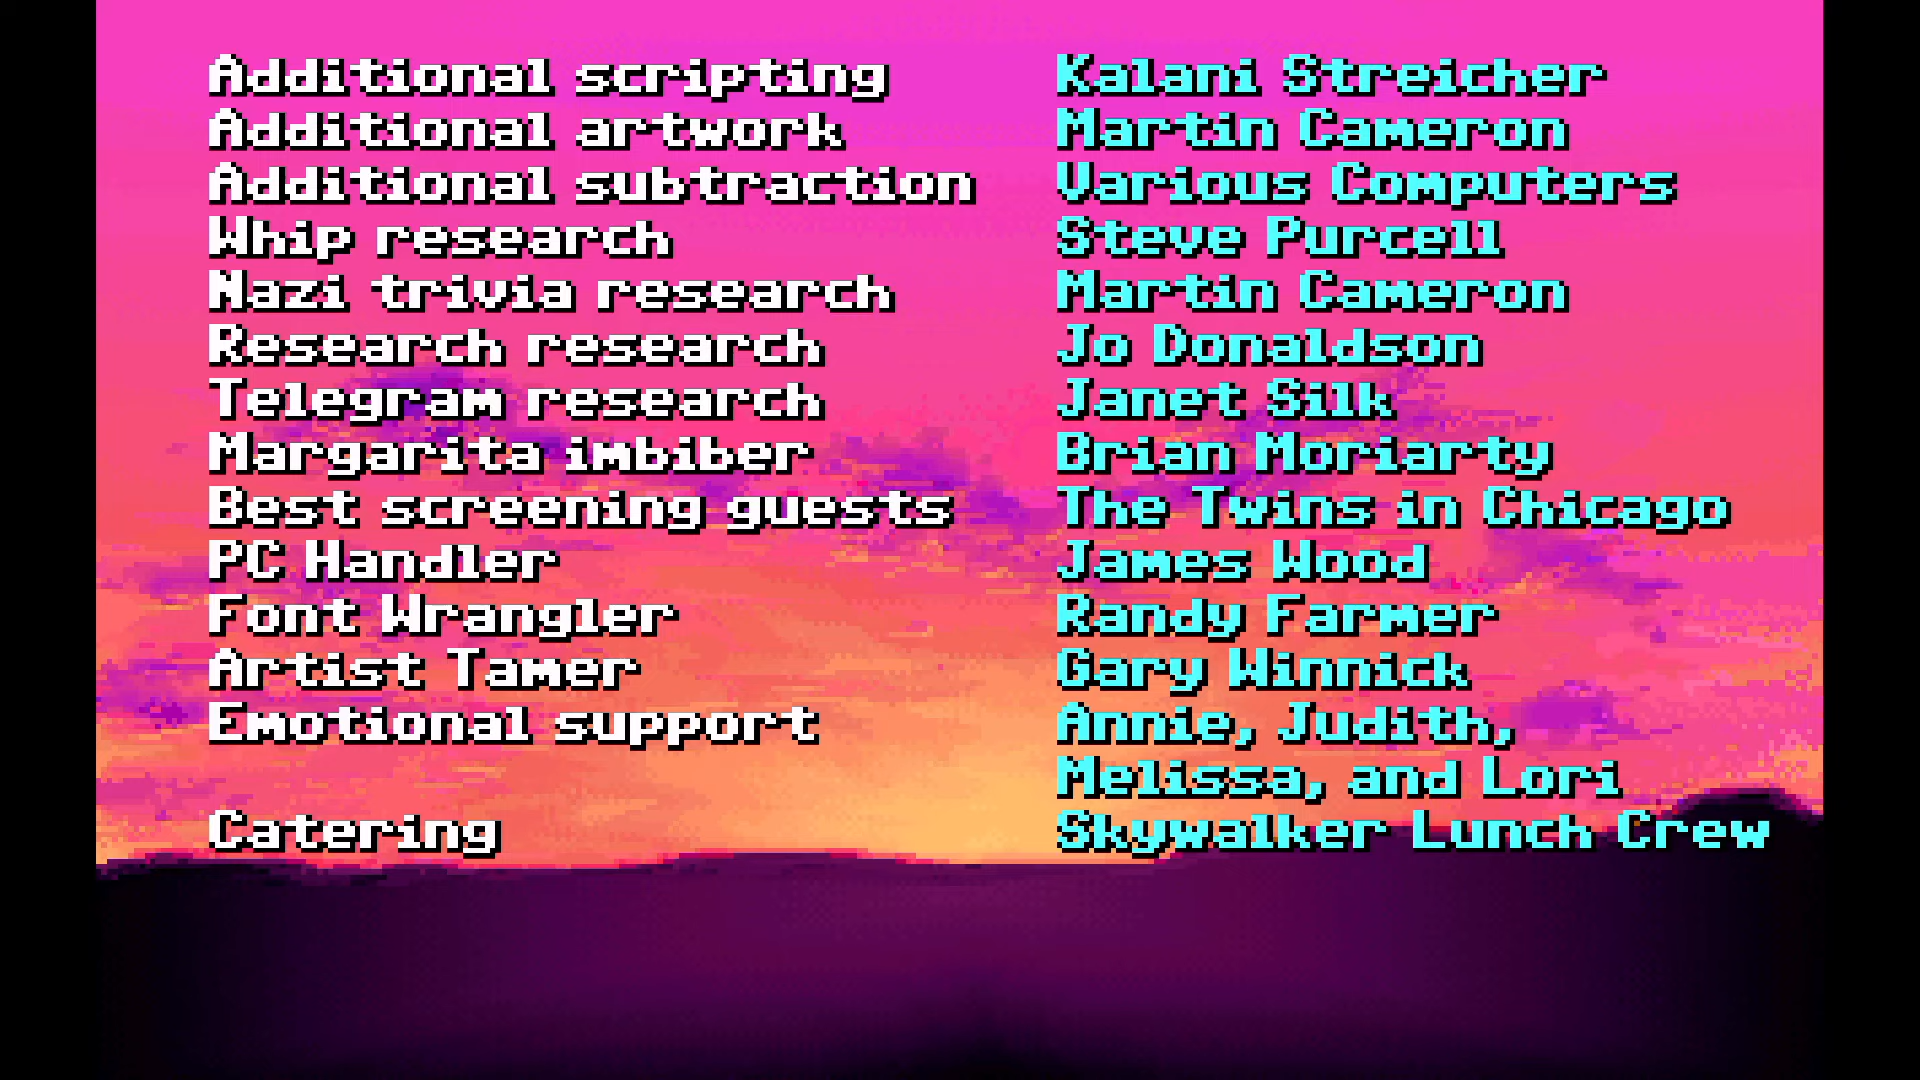 Additional scripting Kalani Streicher
Additional artwork Martin Cameron
Additional subtraction Various Computers
Whip research Steve Purcell
Nazi trivia research Martin Cameron
Research research Jo Donaldson
Telegram research Janet Silk
Margarita imbiber Brian Moriarty
Best screening guests The Twins in Chicago
PC Handler James Wood
Font Wrangler Randy Farmer
Artist Tamer Gary Winnick
Emotional support Annie, Judith,
Melissa, and Lori
Catering Skywalker Lunch Crew